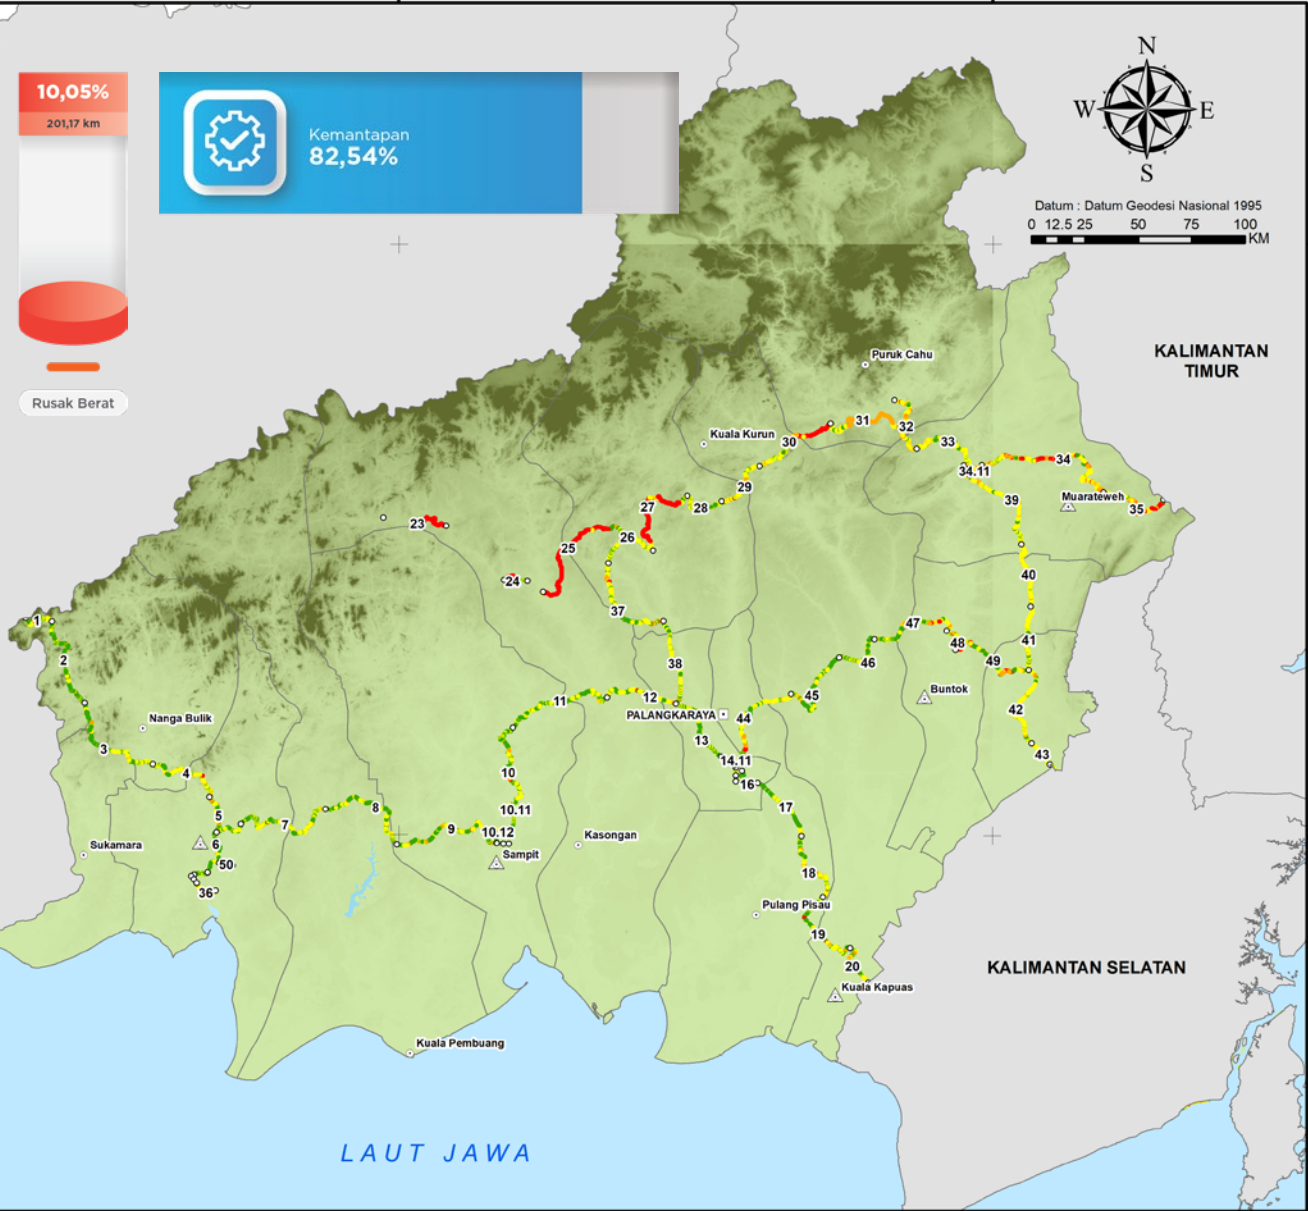 10,05%
201,17 km
Rusak Berat
Kemantapan
82,54%
N
W
E
S
Datum : Datum Geodesi Nasional 1995
0 12.5 25 50 75 100
KM
KALIMANTAN
TIMUR
Puruk Cahu
31
32
30
Kuala Kurun
33
34.11
34
29
39
Muarateweh
35
27
28
23
26
25
40
24
37
1
47
41
48
2
38
46
49
Buntok
11
12
45
42
PALANGKARAYA
44
Nanga Bulik
13
3
43
14.11
4
10
16
17
10.11
5
8
7
9
10.12
Kasongan
Sukamara
6
Sampit
50
18
36
Pulang Pisau
19
20
KALIMANTAN SELATAN
Kuala Kapuas
Kuala Pembuang
LAUT JAWA